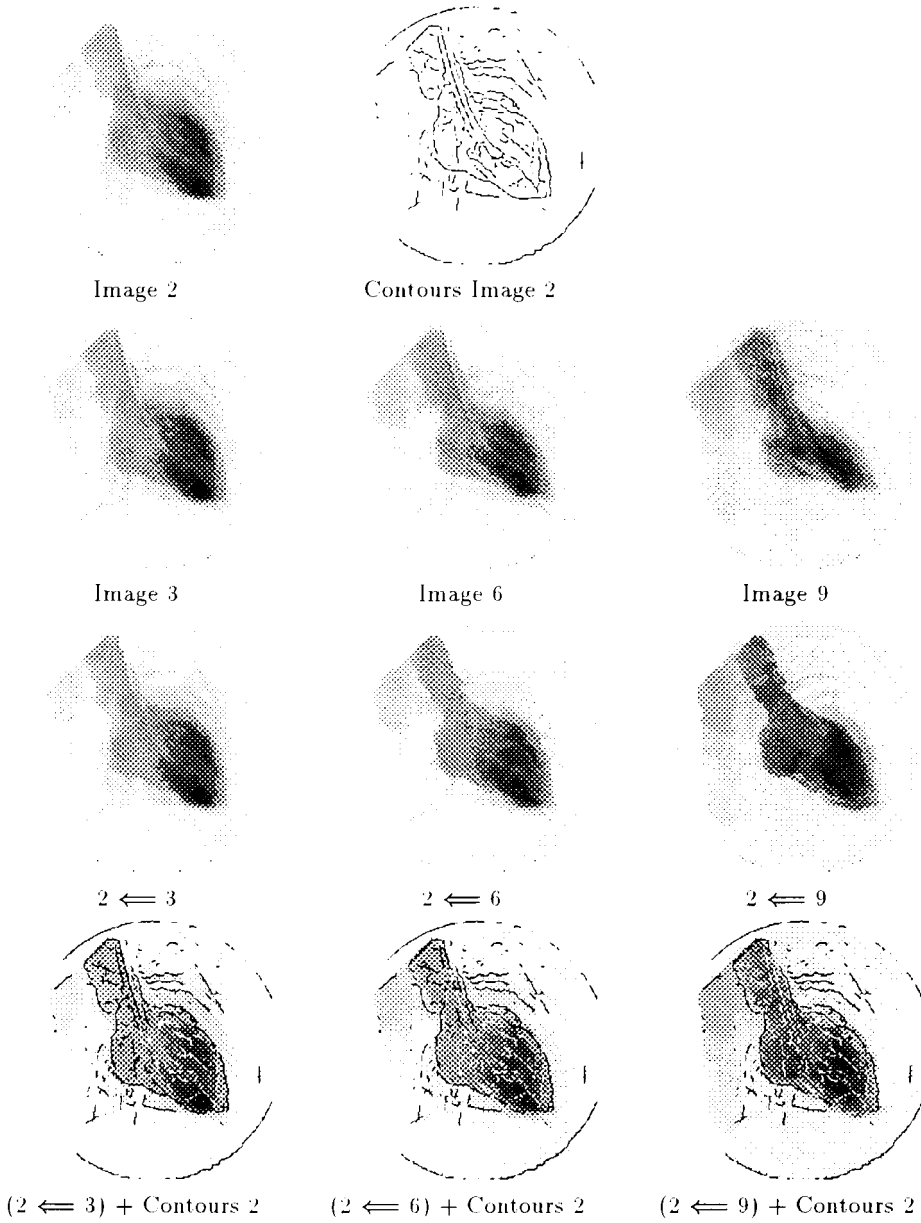 Image 2
Contours Image 2
Image 3
Image 6
Image 9
2 ⟸ 3
2 ⟸ 6
2 ⟸ 9
(2 ⟸ 3) + Contours 2
(2 ⟸ 6) + Contours 2
(2 ⟸ 9) + Contours 2